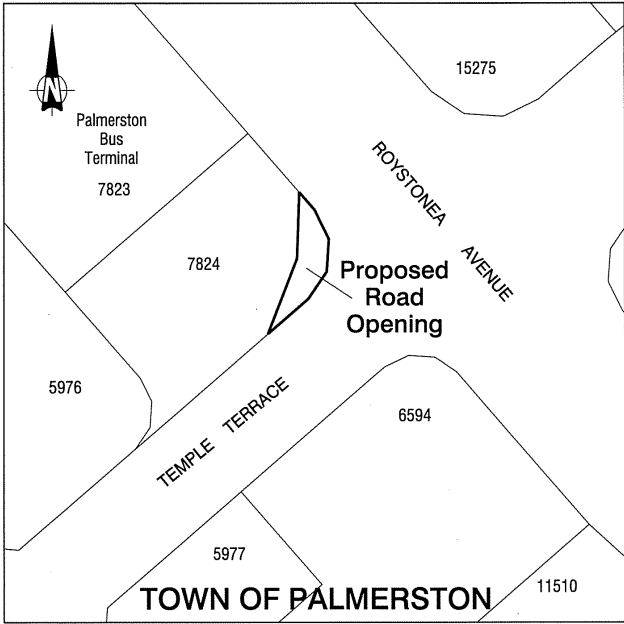 15275
N
Palmerston
Bus
Terminal
7823
ROYSTONEA
AVENUE
7824
Proposed
Road
Opening
5976
TEMPLE TERRACE
6594
5977
11510
TOWN OF PALMERSTON